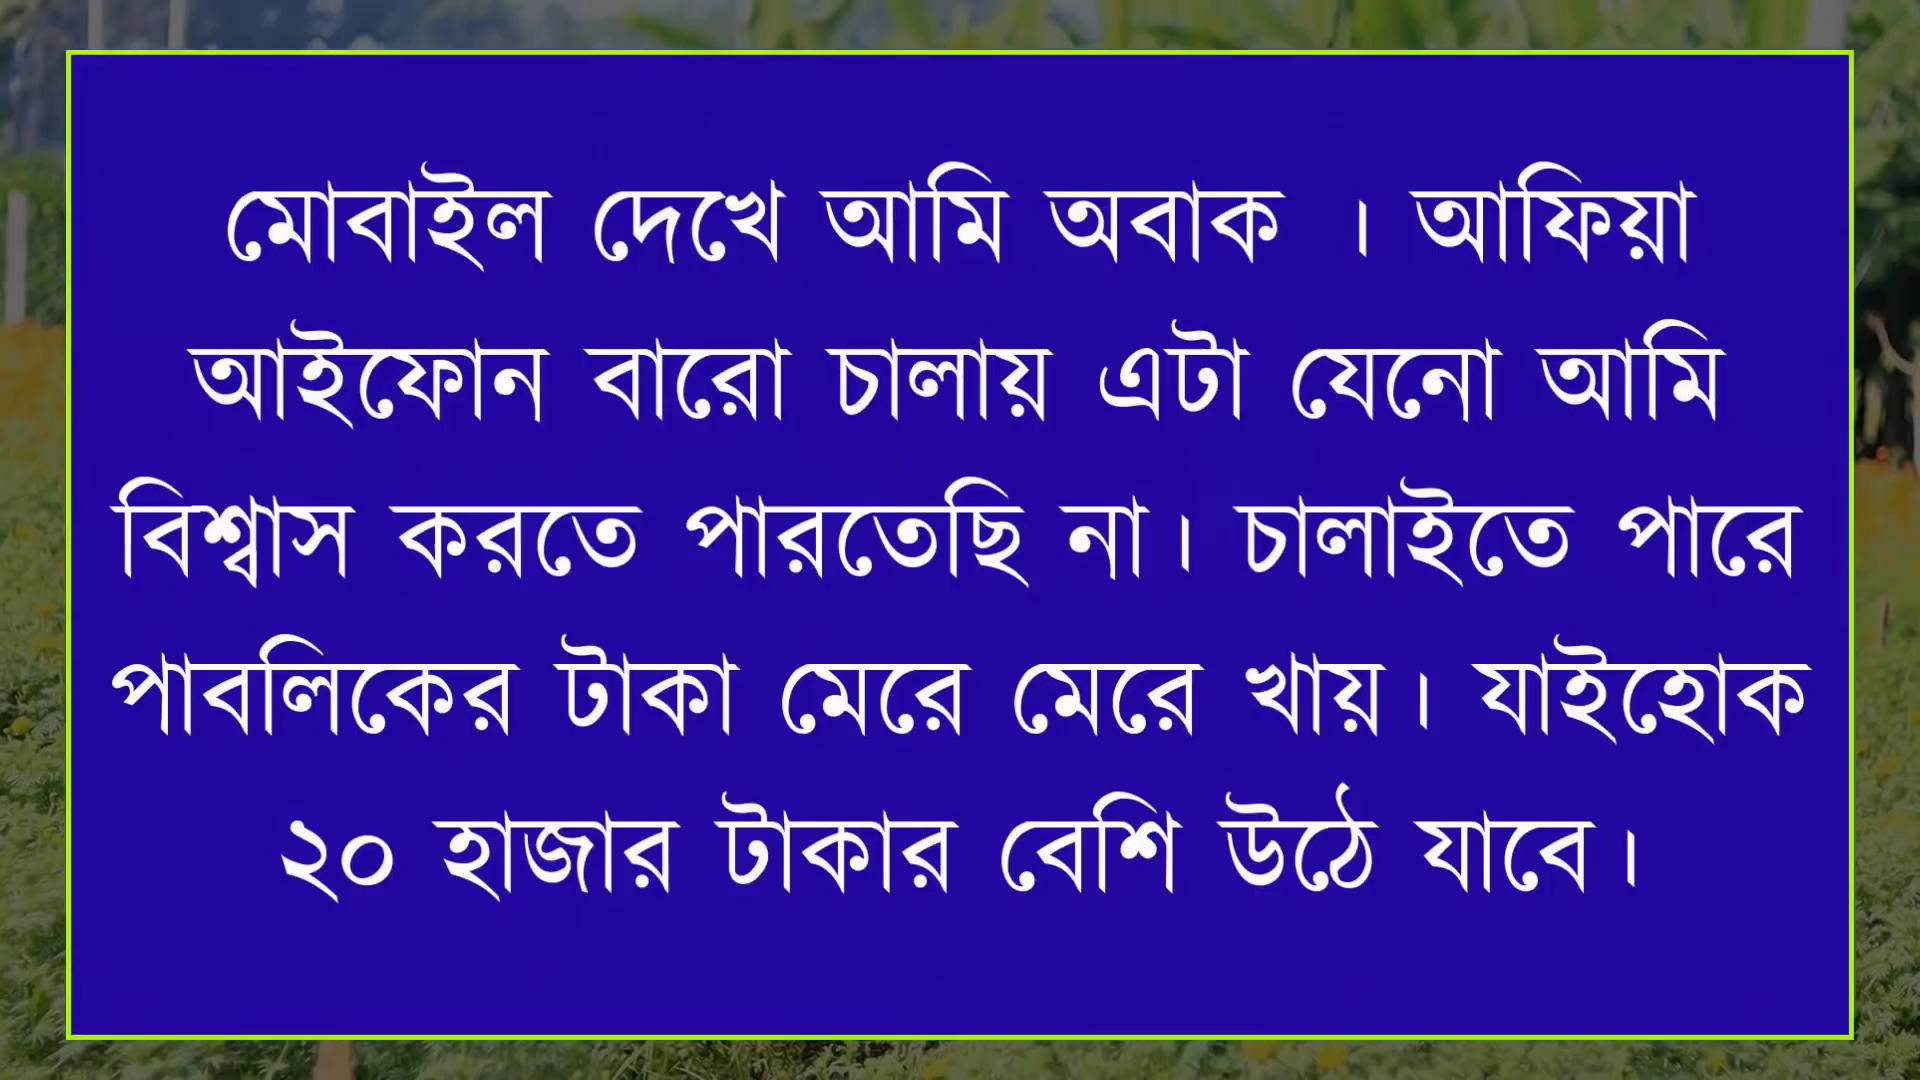 মোবাইল দেখে আমি অবাক । আফিয়া
আইফোন বারো চালায় এটা যেনো আমি
বিশ্বাস করতে পারতেছি না। চালাইতে পারে
পাবলিকের টাকা মেরে মেরে খায়। যাইহোক
২০ হাজার টাকার বেশি উঠে যাবে।